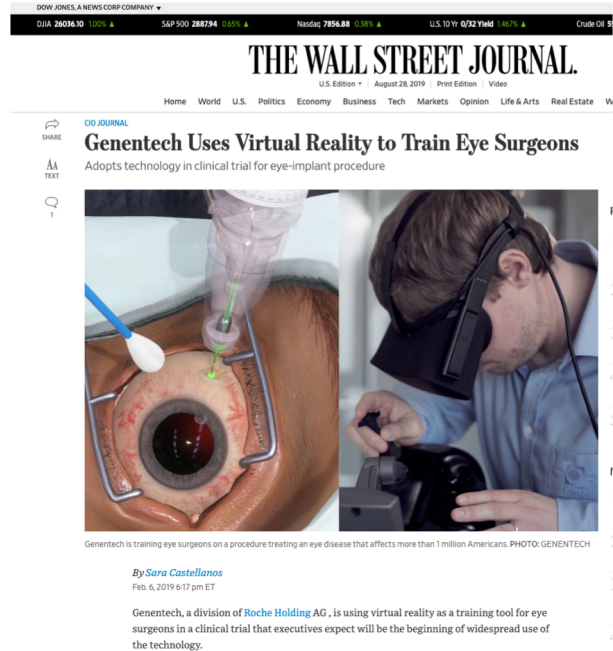 DOW JONES, A NEWS CORP COMPANY ▼
DJIA 26036.10 1.00% ▲ S&P 500 2887.94 0.65% ▲ Nasdaq 7856.88 0.38% ▲ U.S. 10 Yr 0/32 Yield 1.467% ▲ Crude Oil
THE WALL STREET JOURNAL.
U.S. Edition ▼ | August 28, 2019 | Print Edition | Video
Home World U.S. Politics Economy Business Tech Markets Opinion Life & Arts Real Estate
SHARE
AA
TEXT
1
CIO JOURNAL
Genentech Uses Virtual Reality to Train Eye Surgeons
Adopts technology in clinical trial for eye-implant procedure
Genentech is training eye surgeons on a procedure treating an eye disease that affects more than 1 million Americans. PHOTO: GENENTECH
By Sara Castellanos
Feb. 6, 2019 6:17 pm ET
Genentech, a division of Roche Holding AG , is using virtual reality as a training tool for eye
surgeons in a clinical trial that executives expect will be the beginning of widespread use of
the technology.